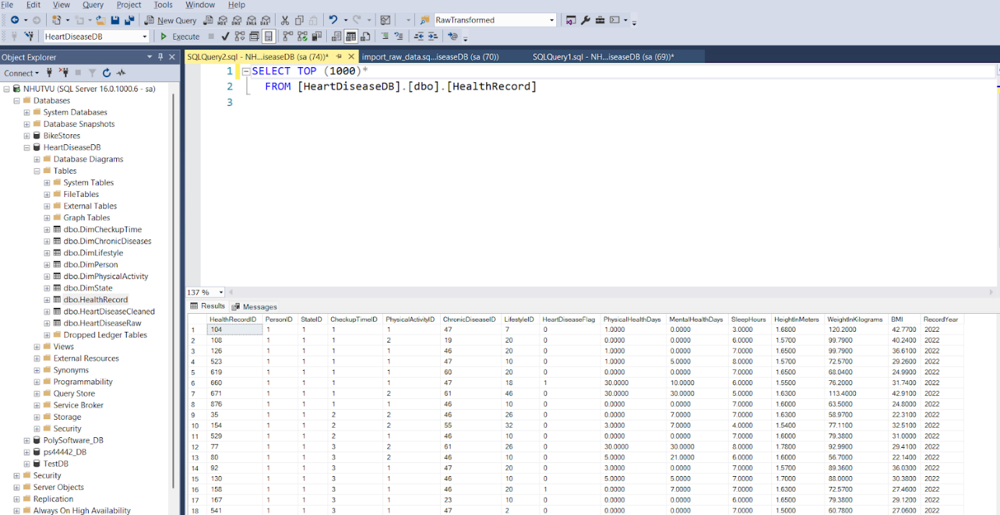 File Edit View Query Project Tools Window Help
New Query MDX DMX XMLA DAX RawTransformed
HeartDiseaseDB Execute
Object Explorer
SQLQuery2.sql - NH...iseaseDB (sa (74))* import_raw_data.sq...iseaseDB (sa (70)) SQLQuery1.sql - NH...iseaseDB (sa (69))*
Connect
NHUTVU (SQL Server 16.0.1000.6 - sa)
Databases
System Databases
Database Snapshots
BikeStores
HeartDiseaseDB
Database Diagrams
Tables
System Tables
FileTables
External Tables
Graph Tables
dbo.DimCheckupTime
dbo.DimChronicDiseases
dbo.DimLifestyle
dbo.DimPerson
dbo.DimPhysicalActivity
dbo.DimState
dbo.HealthRecord
dbo.HeartDiseaseCleaned
dbo.HeartDiseaseRaw
Dropped Ledger Tables
Views
External Resources
Synonyms
Programmability
Query Store
Service Broker
Storage
Security
PolySoftware_DB
ps44442_DB
TestDB
Security
Server Objects
Replication
Always On High Availability
1 SELECT TOP (1000)*
2 FROM [HeartDiseaseDB].[dbo].[HealthRecord]
3
137 %
Results Messages
HealthRecordID PersonID StateID CheckupTimeID PhysicalActivityID ChronicDiseaseID LifestyleID HeartDiseaseFlag PhysicalHealthDays MentalHealthDays SleepHours HeightInMeters WeightInKilograms BMI RecordYear
1 104 1 1 1 1 47 7 0 1.0000 0.0000 3.0000 1.6800 120.2000 42.7700 2022
2 108 1 1 1 2 19 20 0 0.0000 0.0000 6.0000 1.5700 99.7900 40.2400 2022
3 126 1 1 1 1 46 20 0 1.0000 0.0000 7.0000 1.6500 99.7900 36.6100 2022
4 523 1 1 1 1 47 10 0 1.0000 5.0000 8.0000 1.5700 72.5700 29.2600 2022
5 619 1 1 1 1 60 20 0 0.0000 0.0000 7.0000 1.6500 68.0400 24.9900 2022
6 660 1 1 1 1 47 18 1 30.0000 10.0000 6.0000 1.5500 76.2000 31.7400 2022
7 671 1 1 1 2 61 46 0 30.0000 30.0000 5.0000 1.6300 113.4000 42.9100 2022
8 876 1 1 1 1 46 10 0 0.0000 0.0000 7.0000 1.6000 63.5000 24.8000 2022
9 35 1 1 2 2 46 26 0 0.0000 7.0000 7.0000 1.6300 58.9700 22.3100 2022
10 154 1 1 2 2 55 32 0 3.0000 7.0000 4.0000 1.5400 77.1100 32.5100 2022
11 529 1 1 2 1 46 10 0 0.0000 0.0000 7.0000 1.6000 79.3800 31.0000 2022
12 77 1 1 3 2 61 26 0 30.0000 30.0000 8.0000 1.7800 92.9900 29.4100 2022
13 80 1 1 3 2 46 10 0 5.0000 21.0000 6.0000 1.6000 56.7000 22.1400 2022
14 92 1 1 3 1 47 20 0 3.0000 0.0000 7.0000 1.5700 89.3600 36.0300 2022
15 130 1 1 3 1 46 10 0 5.0000 5.0000 7.0000 1.7000 88.0000 30.3800 2022
16 158 1 1 3 1 46 20 1 0.0000 7.0000 7.0000 1.6300 72.5700 27.4600 2022
17 167 1 1 3 1 23 10 0 0.0000 0.0000 6.0000 1.6500 79.3800 29.1200 2022
18 541 1 1 3 1 47 2 0 0.0000 0.0000 7.0000 1.5000 60.7800 27.0600 2022